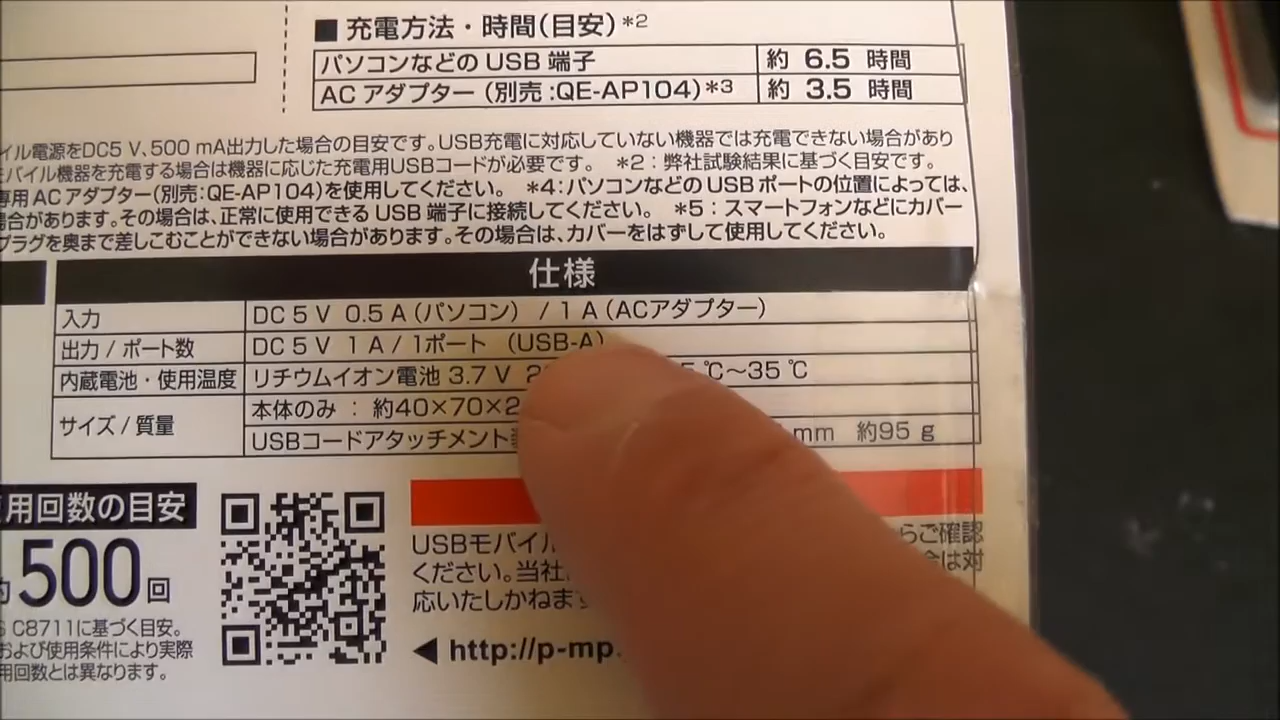 ■ 充電方法・時間(目安)*2
パソコンなどの USB 端子 約 6.5 時間
AC アダプター (別売:QE-AP104)*3 約 3.5 時間
イル電源をDC5 V、500 mA出力した場合の目安です。USB充電に対応していない機器では充電できない場合があり
バイル機器を充電する場合は機器に応じた充電用USBコードが必要です。 *2：弊社試験結果に基づく目安です。
専用 AC アダプター(別売:QE-AP104)を使用してください。 *4:パソコンなどの USB ポートの位置によっては、
場合があります。その場合は、正常に使用できる USB 端子に接続してください。 *5：スマートフォンなどにカバー
プラグを奥まで差しこむことができない場合があります。その場合は、カバーをはずして使用してください。
仕様
入力 DC 5 V 0.5 A (パソコン) / 1 A (ACアダプター)
出力 / ポート数 DC 5 V 1 A / 1ポート (USB-A)
内蔵電池・使用温度 リチウムイオン電池 3.7 V 2 5 ℃〜35 ℃
サイズ / 質量 本体のみ ： 約40×70×2
USBコードアタッチメント mm 約95 g
用回数の目安
約500回
C8711に基づく目安。
および使用条件により実際
用回数とは異なります。
USBモバイル らご確認
ください。当社 合は対
応いたしかねます
◀ http://p-mp.